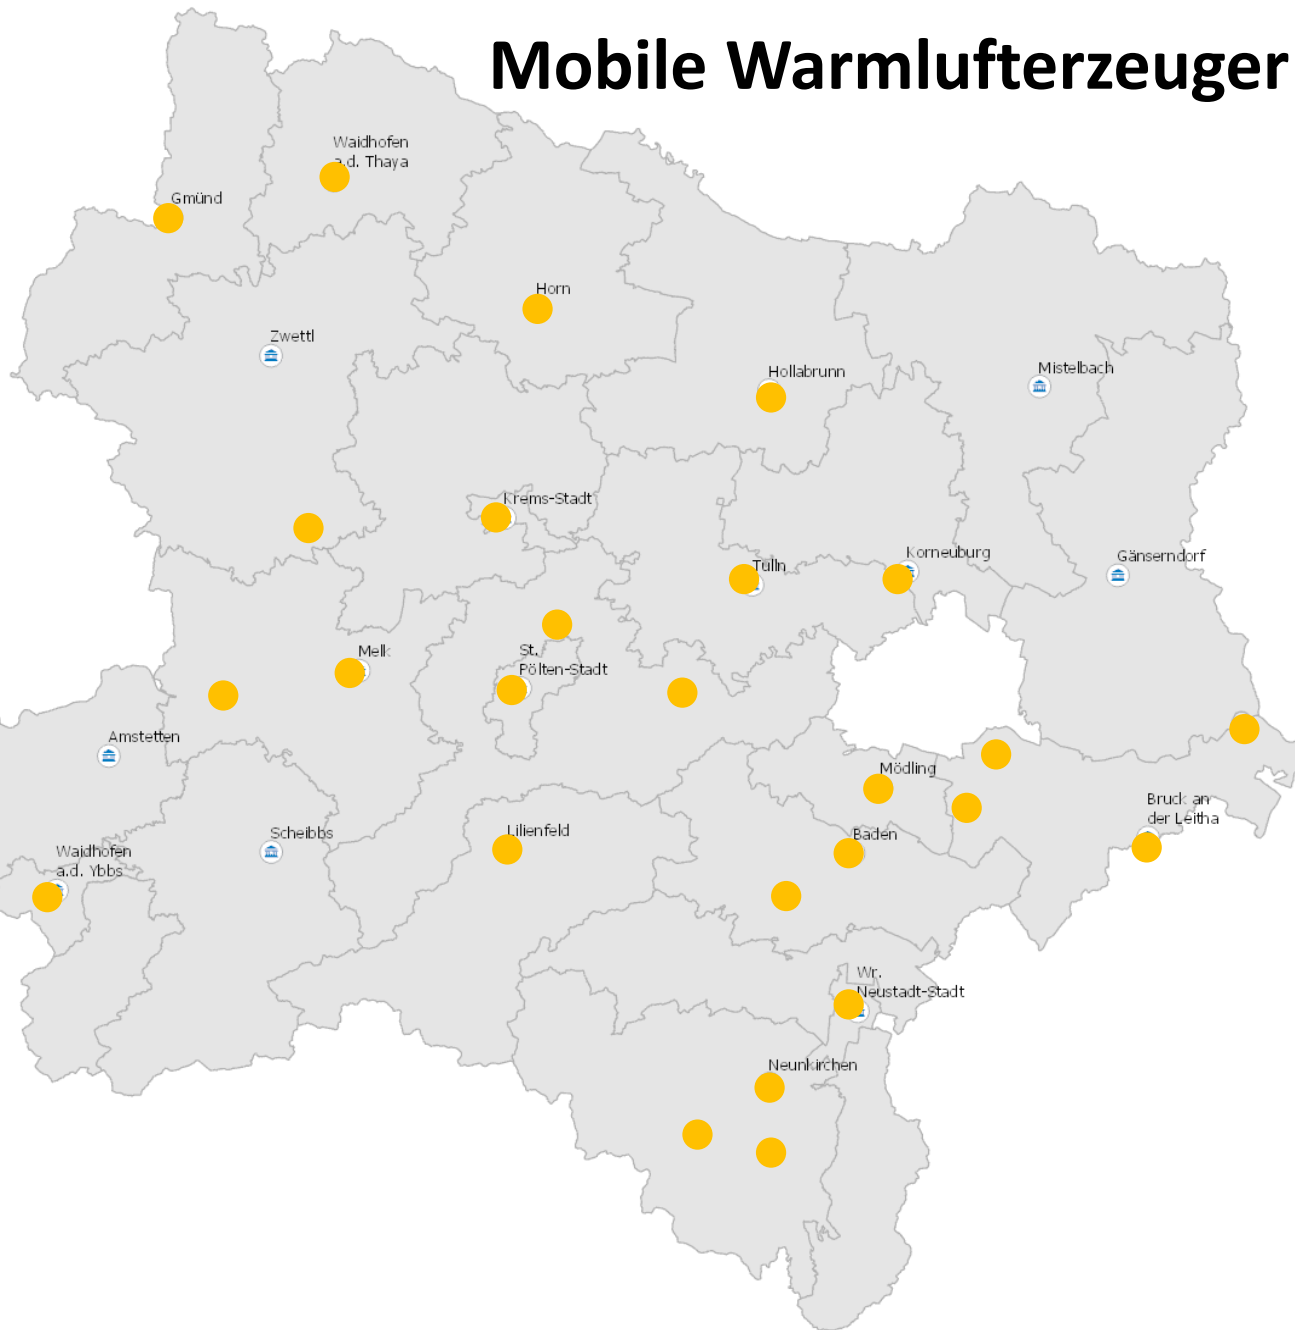 Mobile Warmlufterzeuger
Waidhofen
a.d. Thaya
Gmünd
Horn
Zwettl
Mistelbach
Hollabrunn
Krems-Stadt
Korneuburg
Gänserndorf
Tulln
Melk
St.
Pölten-Stadt
Amstetten
Mödling
Bruck an
der Leitha
Lilienfeld
Scheibbs
Baden
Waidhofen
a.d. Ybbs
Wr.
Neustadt-Stadt
Neunkirchen